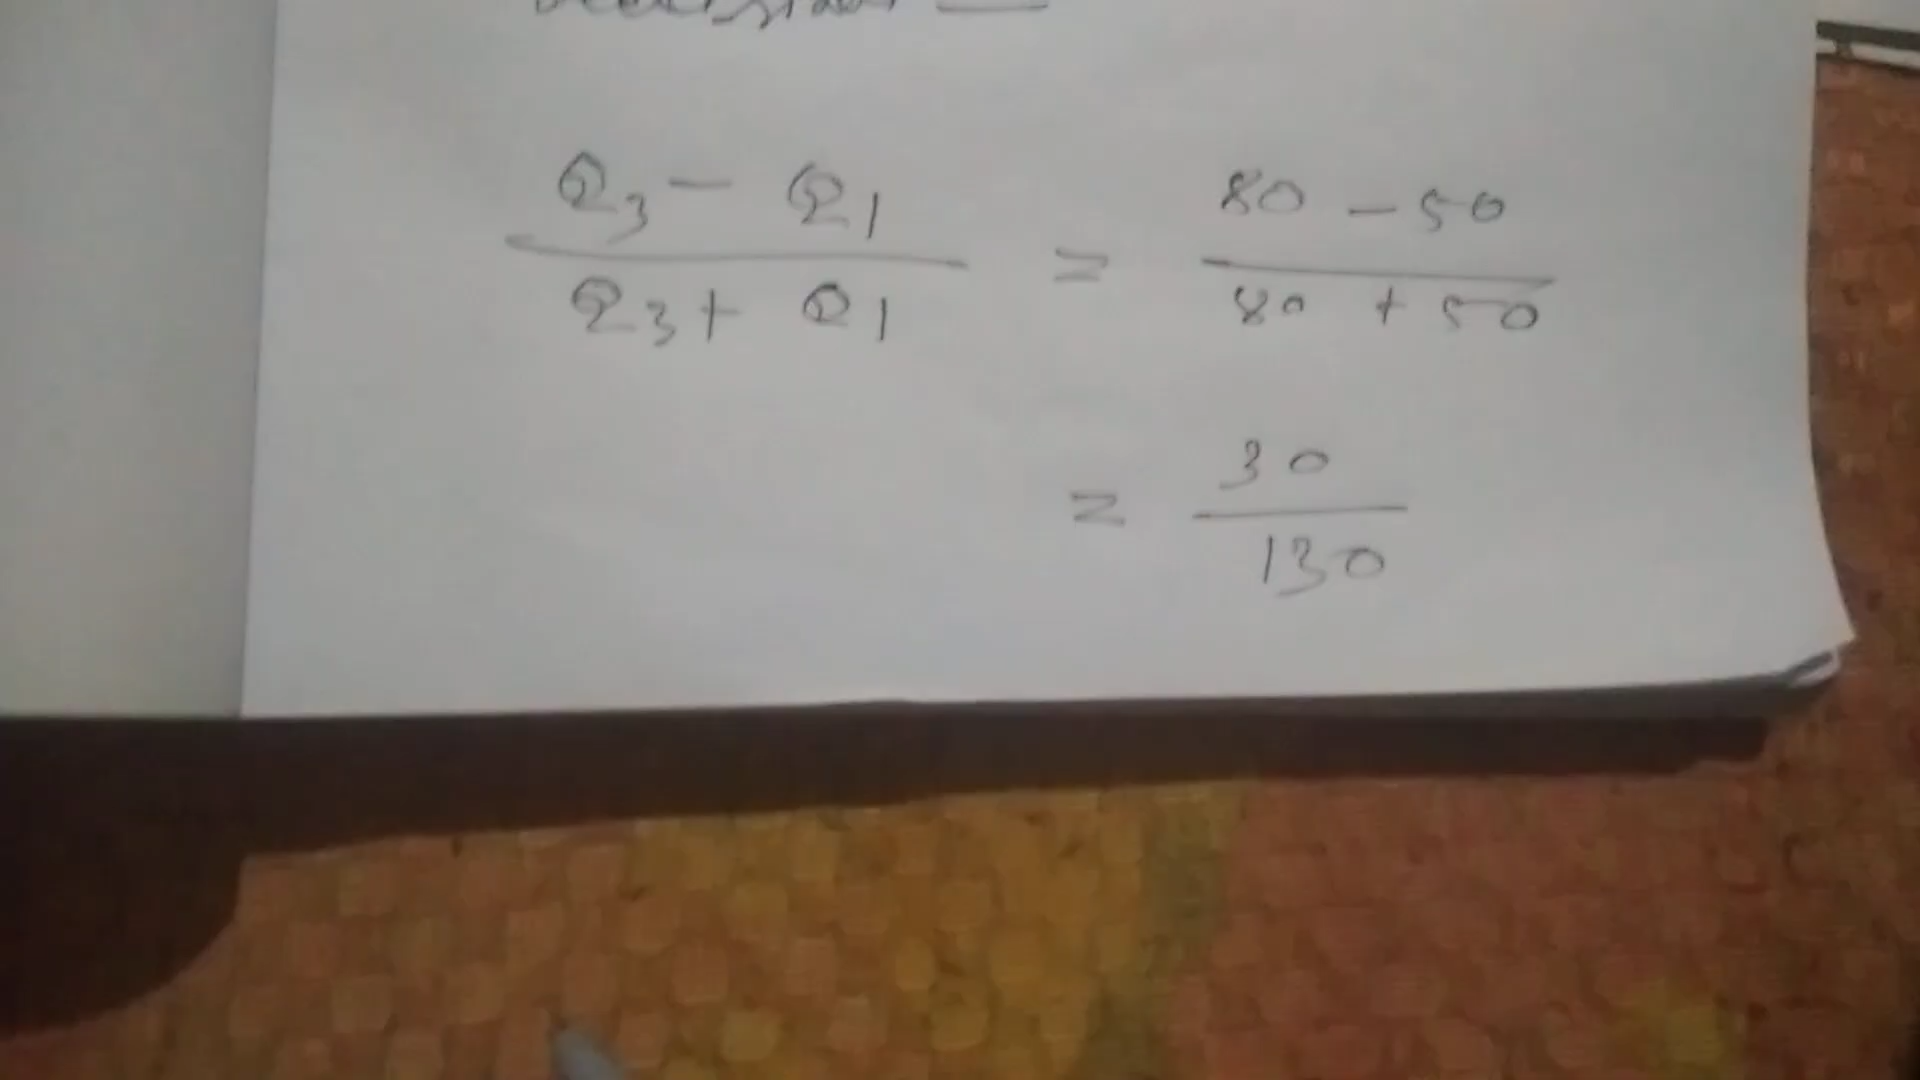 Q3 - Q1 / Q3 + Q1 = 80 - 50 / 80 + 50
= 30 / 130